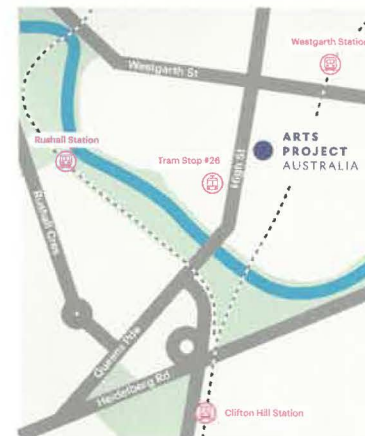 Westgarth Station
Westgarth St
Rushall Station
Tram Stop #26
High St
ARTS
PROJECT
AUSTRALIA
Rushall Cres
Queens Pde
Heidelberg Rd
Clifton Hill Station